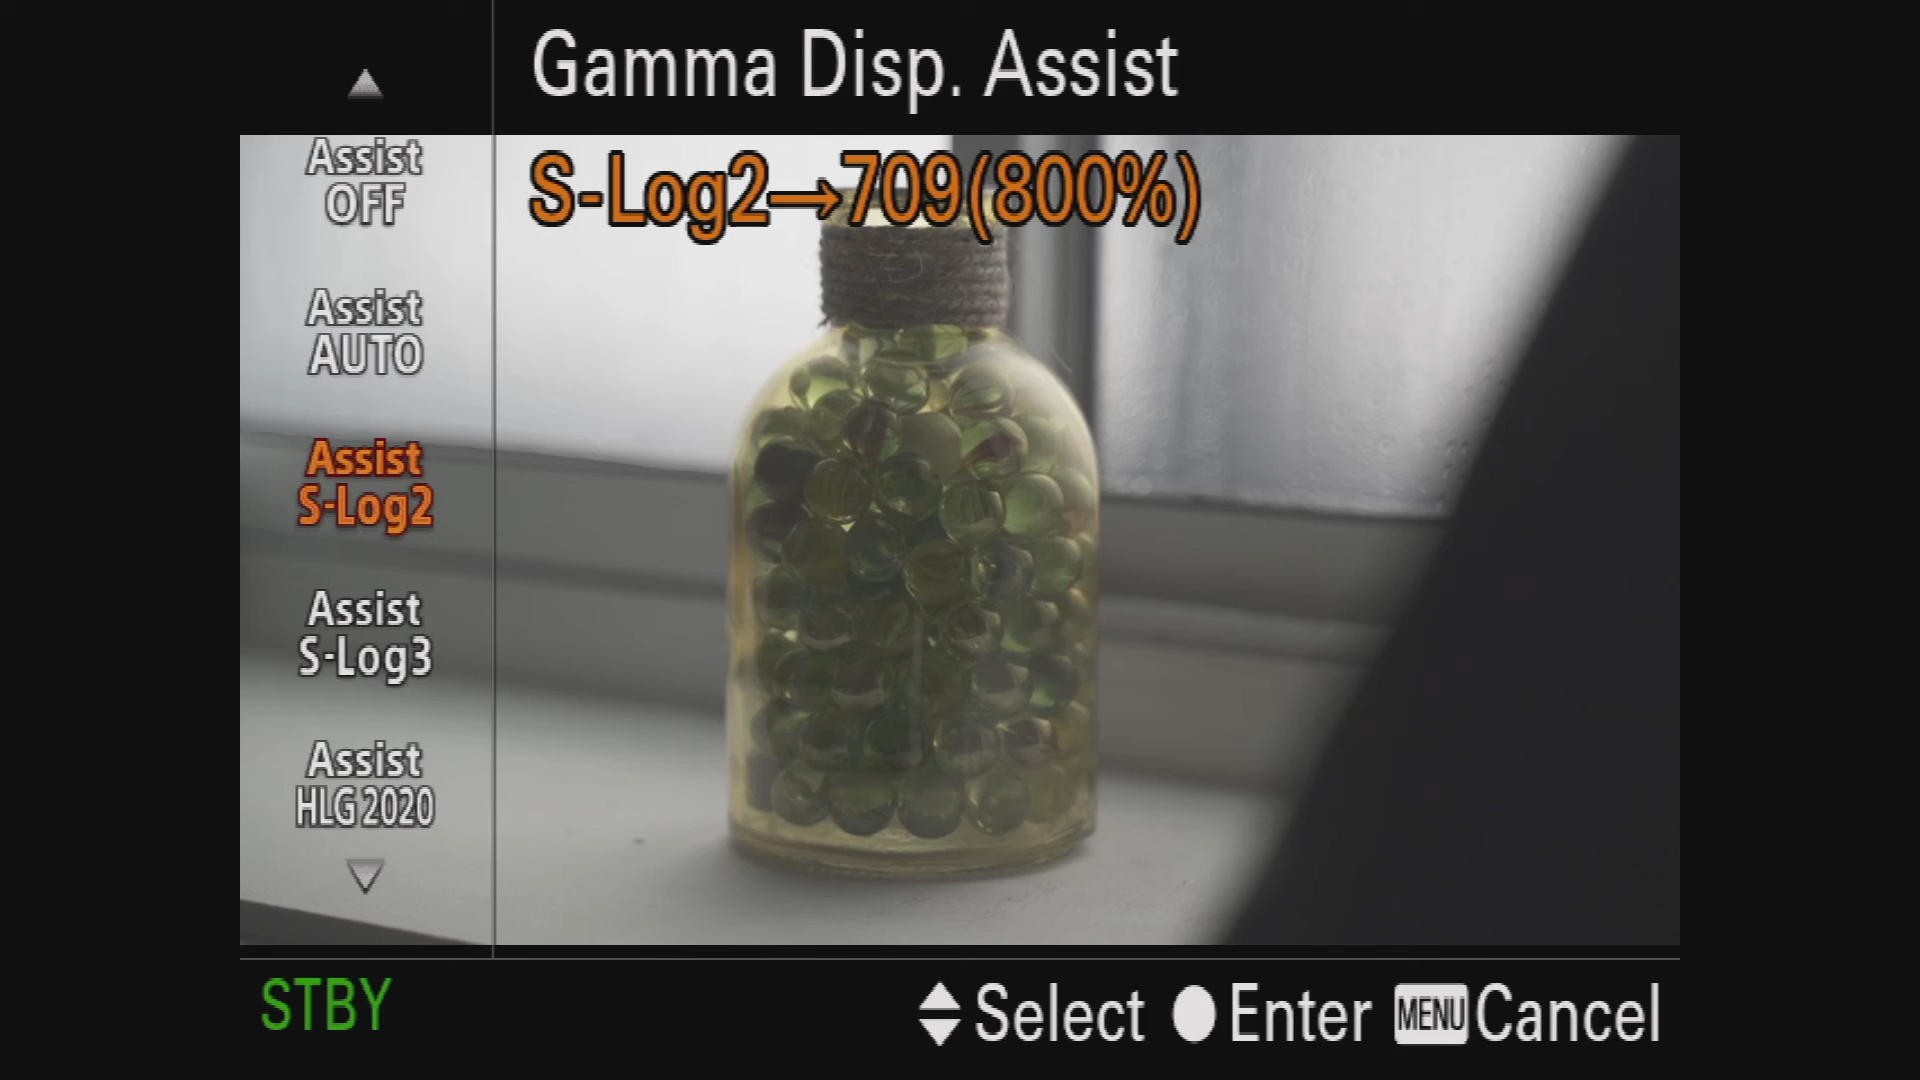 Gamma Disp. Assist
S-Log2→709(800%)
Assist
OFF
Assist
AUTO
Assist
S-Log2
Assist
S-Log3
Assist
HLG 2020
STBY
Select Enter MENU Cancel